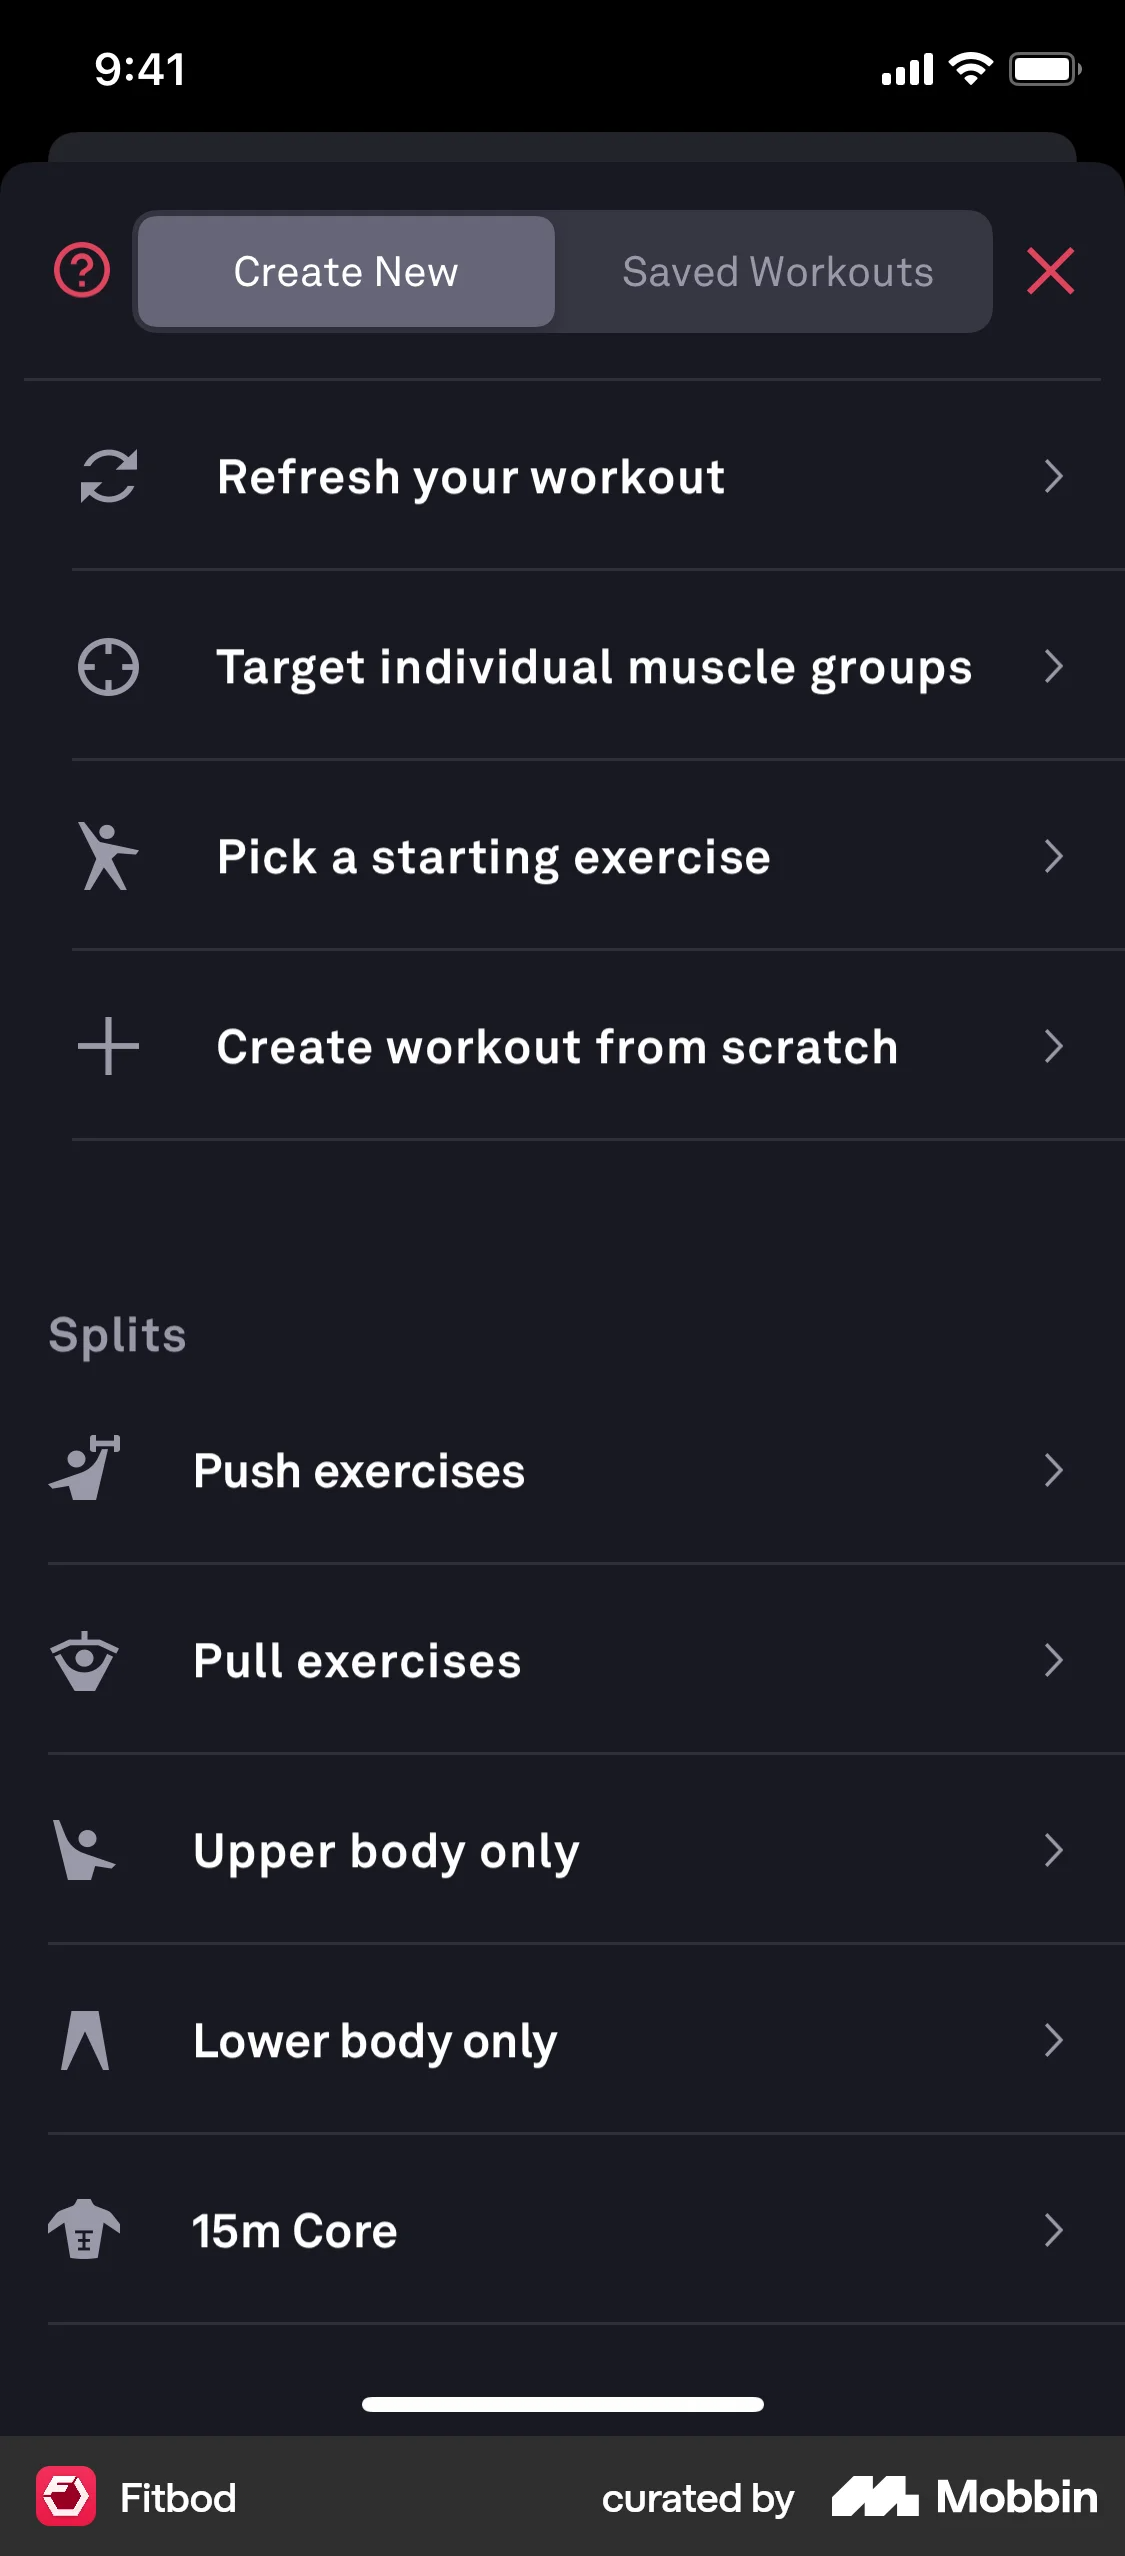 9:41
Create New
Saved Workouts
Refresh your workout
Target individual muscle groups
Pick a starting exercise
Create workout from scratch
Splits
Push exercises
Pull exercises
Upper body only
Lower body only
15m Core
Fitbod
curated by
Mobbin